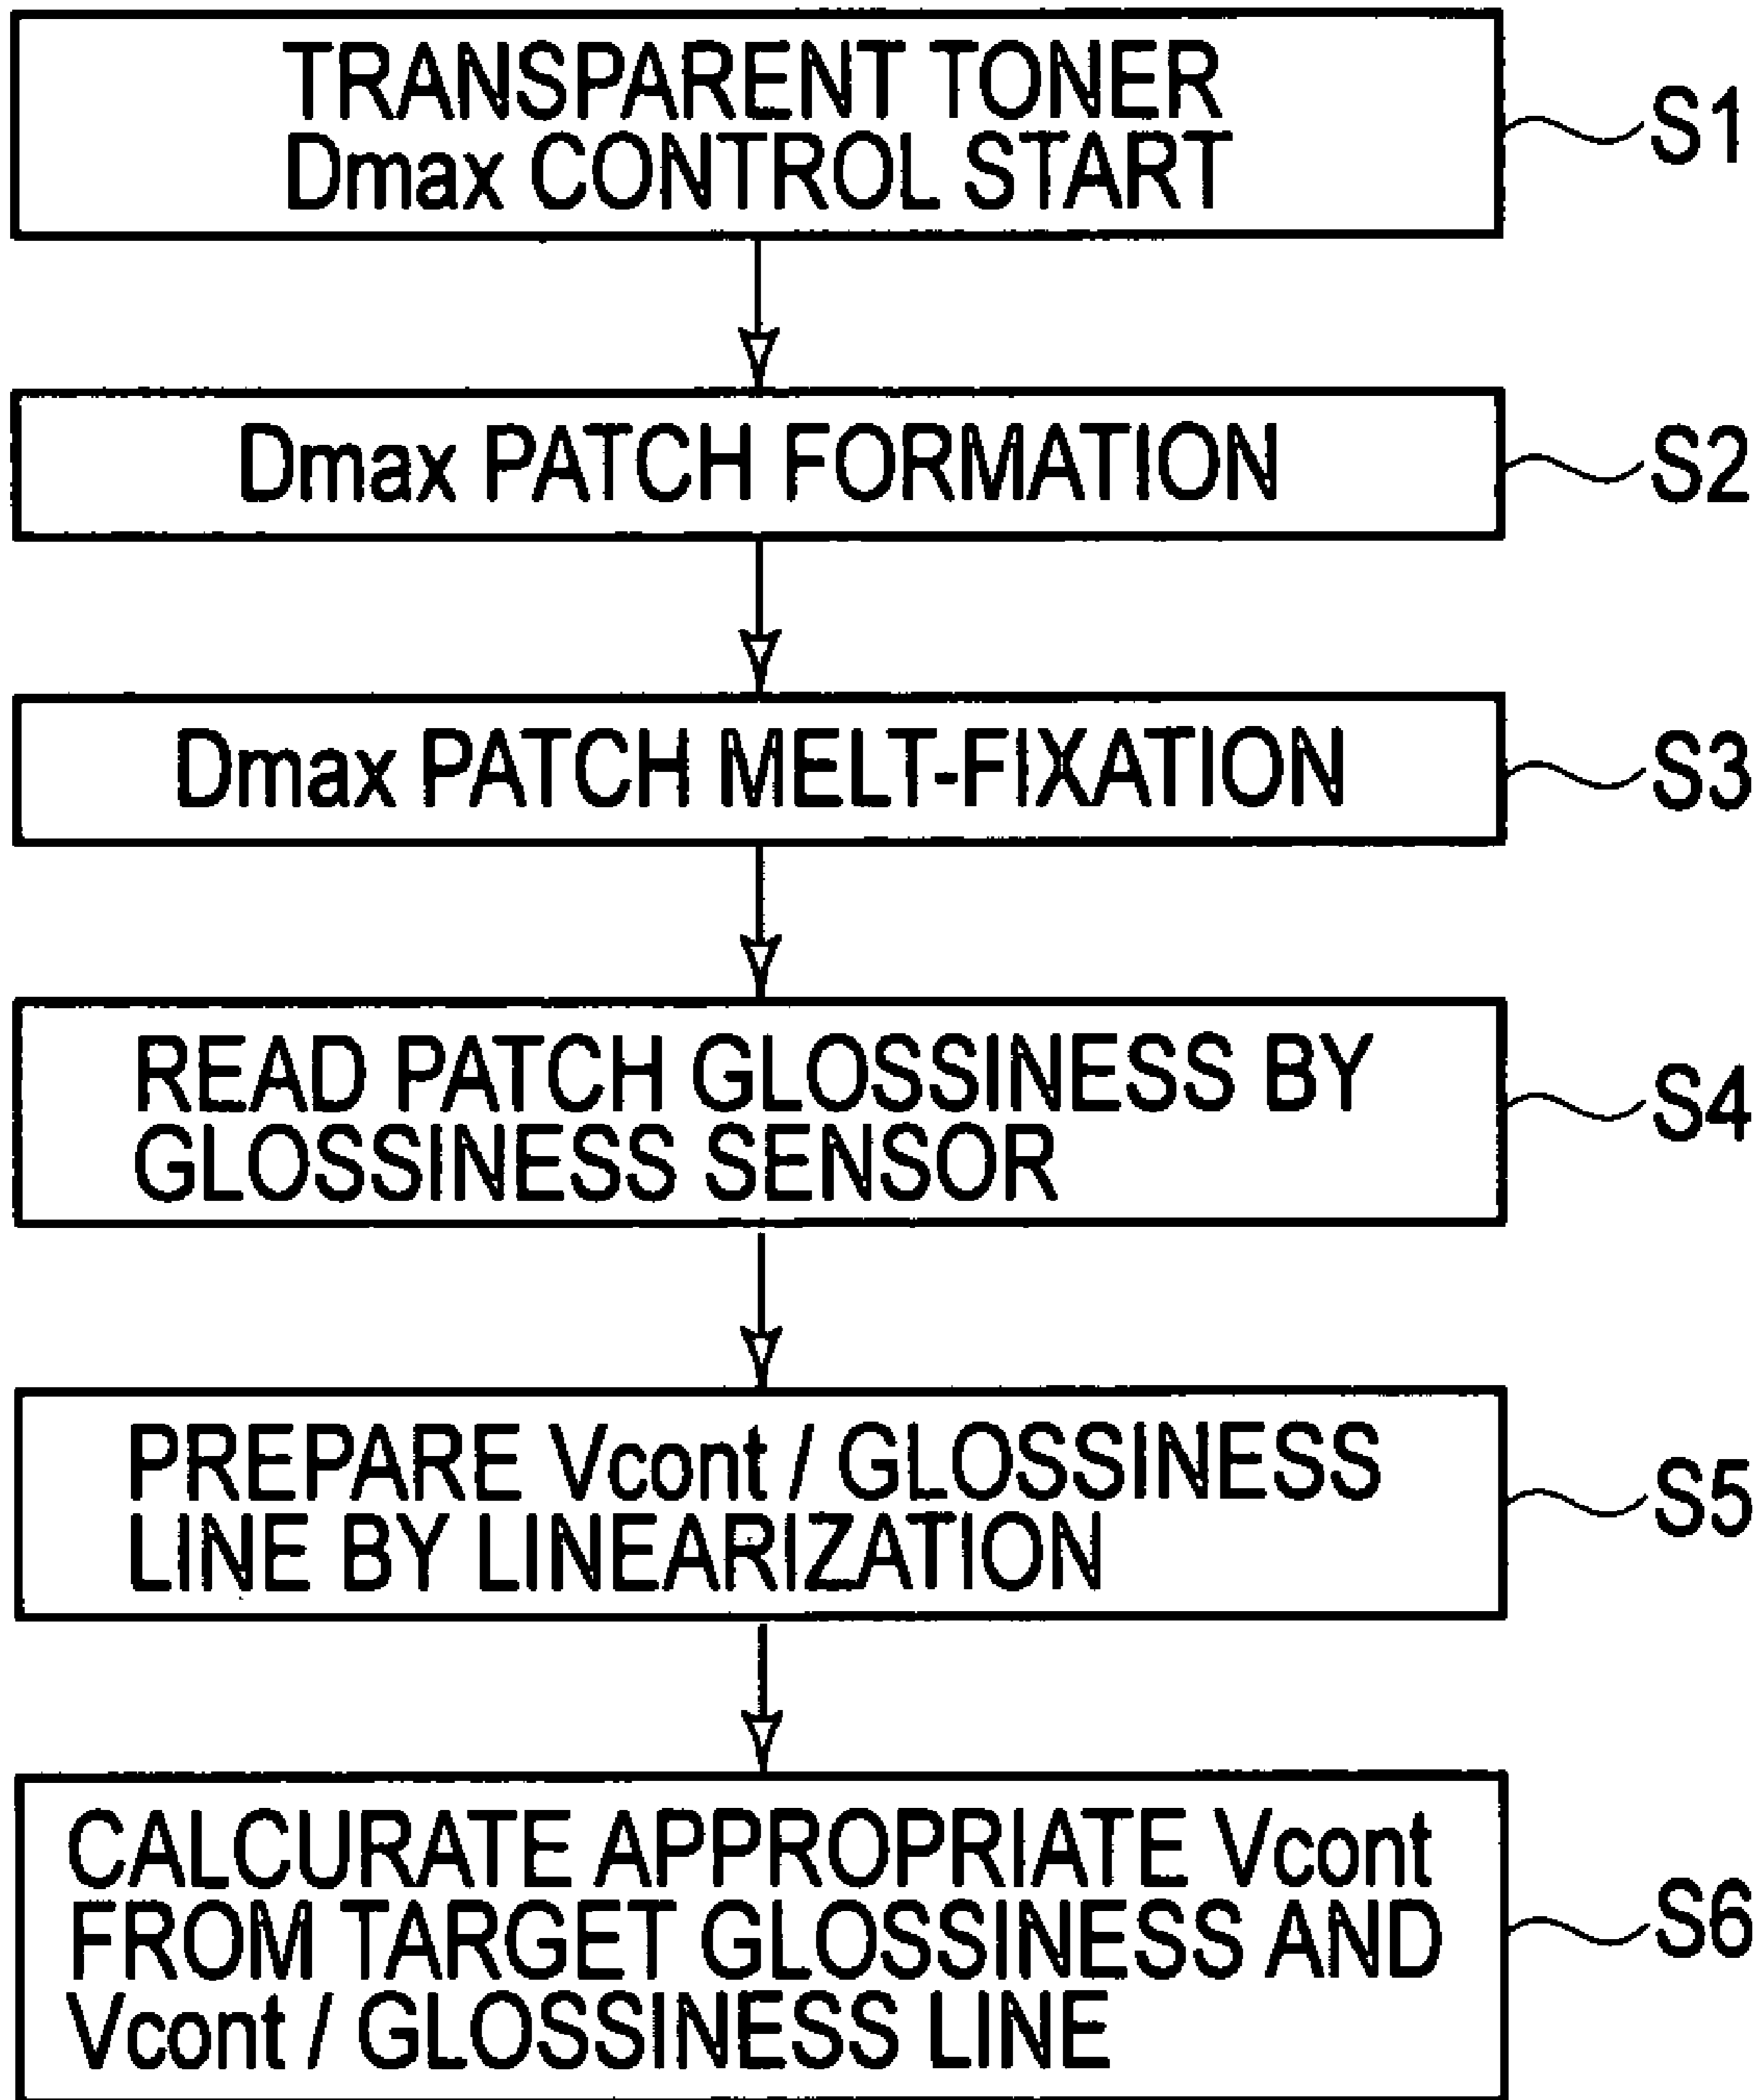 TRANSPARENT TONER
Dmax CONTROL START
S1
Dmax PATCH FORMATION
S2
Dmax PATCH MELT-FIXATION
S3
READ PATCH GLOSSINESS BY
GLOSSINESS SENSOR
S4
PREPARE Vcont / GLOSSINESS
LINE BY LINEARIZATION
S5
CALCURATE APPROPRIATE Vcont
FROM TARGET GLOSSINESS AND
Vcont / GLOSSINESS LINE
S6